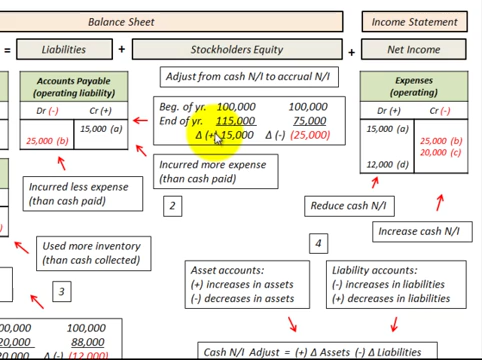 Balance Sheet
Income Statement
=
Liabilities
+
Stockholders Equity
+
Net Income
Accounts Payable
(operating liability)
Dr (-)
Cr (+)
15,000 (a)
25,000 (b)
Adjust from cash N/I to accrual N/I
Beg. of yr. 100,000 100,000
End of yr. 115,000 75,000
Δ (+) 15,000 Δ (-) (25,000)
Expenses
(operating)
Dr (+)
Cr (-)
15,000 (a)
25,000 (b)
20,000 (c)
12,000 (d)
Incurred less expense
(than cash paid)
Incurred more expense
(than cash paid)
2
Reduce cash N/I
Increase cash N/I
Used more inventory
(than cash collected)
4
3
Asset accounts:
(+) increases in assets
(-) decreases in assets
Liability accounts:
(-) increases in liabilities
(+) decreases in liabilities
100,000
88,000
Δ (-) (12,000)
Cash N/I Adjust = (+) Δ Assets (-) Δ Liabilities